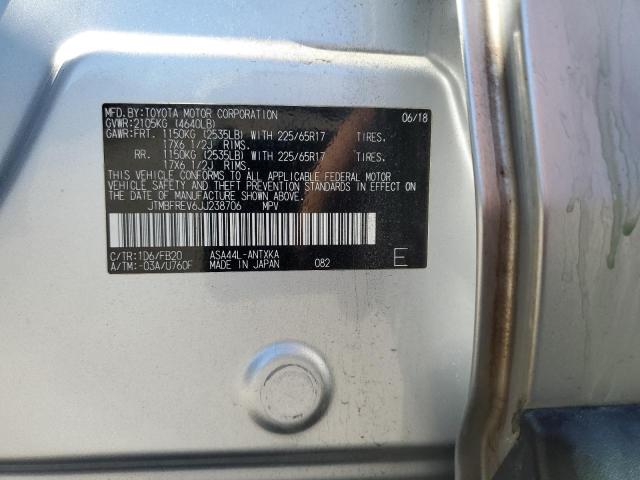 MFD.BY:TOYOTA MOTOR CORPORATION 06/18
GVWR:2105KG (4640LB)
GAWR:FRT. 1150KG (2535LB) WITH 225/65R17 TIRES.
17X6 1/2J RIMS.
RR. 1150KG (2535LB) WITH 225/65R17 TIRES.
17X6 1/2J RIMS.
THIS VEHICLE CONFORMS TO ALL APPLICABLE FEDERAL MOTOR
VEHICLE SAFETY AND THEFT PREVENTION STANDARDS IN EFFECT
ON THE DATE OF MANUFACTURE SHOWN ABOVE.
JTMBFREV6JJ238706 MPV
C/TR:1D6/FB20 ASA44L-ANTXKA
A/TM:-03A/U760F MADE IN JAPAN 082 E